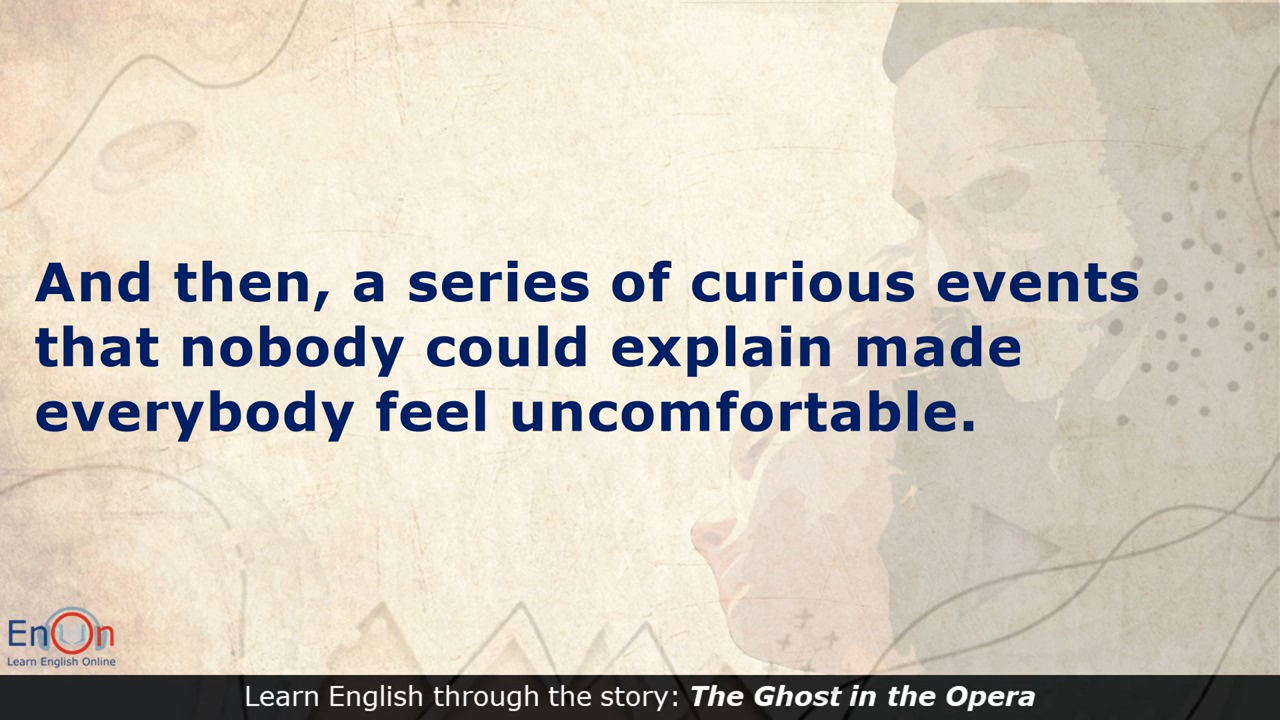 And then, a series of curious events
that nobody could explain made
everybody feel uncomfortable.
EnOn
Learn English Online
Learn English through the story: The Ghost in the Opera